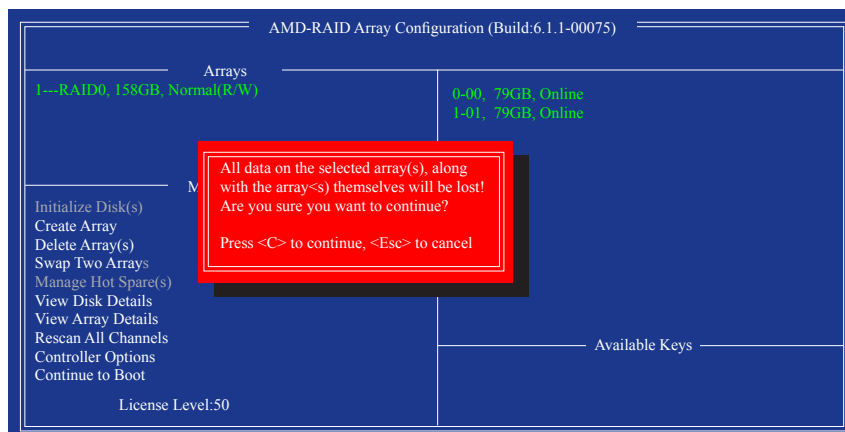 AMD-RAID Array Configuration (Build:6.1.1-00075)
Arrays
1---RAID0, 158GB, Normal(R/W)
0-00, 79GB, Online
1-01, 79GB, Online
All data on the selected array(s), along
with the array<s) themselves will be lost!
Are you sure you want to continue?
Press <C> to continue, <Esc> to cancel
M
Initialize Disk(s)
Create Array
Delete Array(s)
Swap Two Arrays
Manage Hot Spare(s)
View Disk Details
View Array Details
Rescan All Channels
Controller Options
Continue to Boot
License Level:50
Available Keys